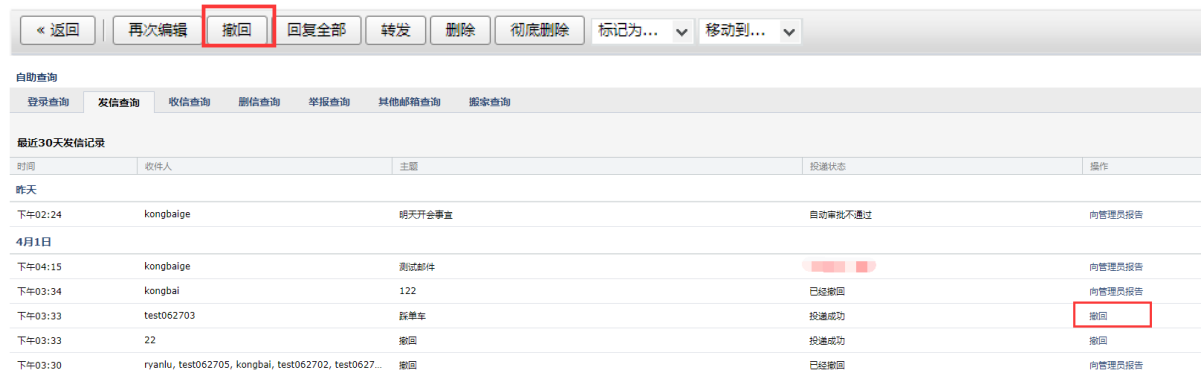 « 返回 再次编辑 撤回 回复全部 转发 删除 彻底删除 标记为... 移动到...
自助查询
登录查询 发信查询 收信查询 删信查询 举报查询 其他邮箱查询 搬家查询
最近30天发信记录
时间 收件人 主题 投递状态 操作
昨天
下午02:24 kongbaige 明天开会事宜 自动审批不通过 向管理员报告
4月1日
下午04:15 kongbaige 测试邮件 向管理员报告
下午03:34 kongbai 122 已经撤回 向管理员报告
下午03:33 test062703 踩单车 投递成功 撤回
下午03:33 22 撤回 投递成功 撤回
下午03:30 ryanlu, test062705, kongbai, test062702, test0627... 撤回 已经撤回 向管理员报告